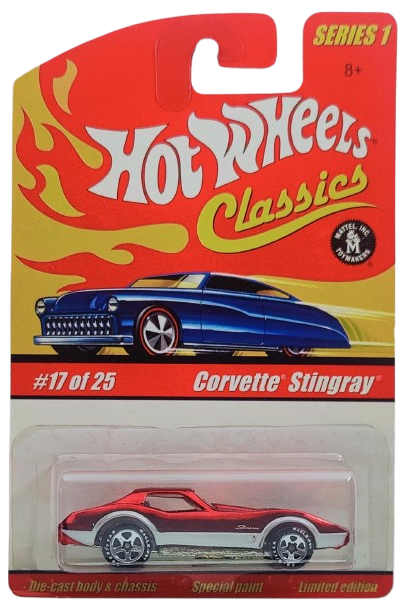 SERIES 1
8+
Hot Wheels®
Classics
MATTEL, INC.
M
TOYMAKERS
#17 of 25
Corvette® Stingray®
Stingray
Die-cast body & chassis
Special paint
Limited edition